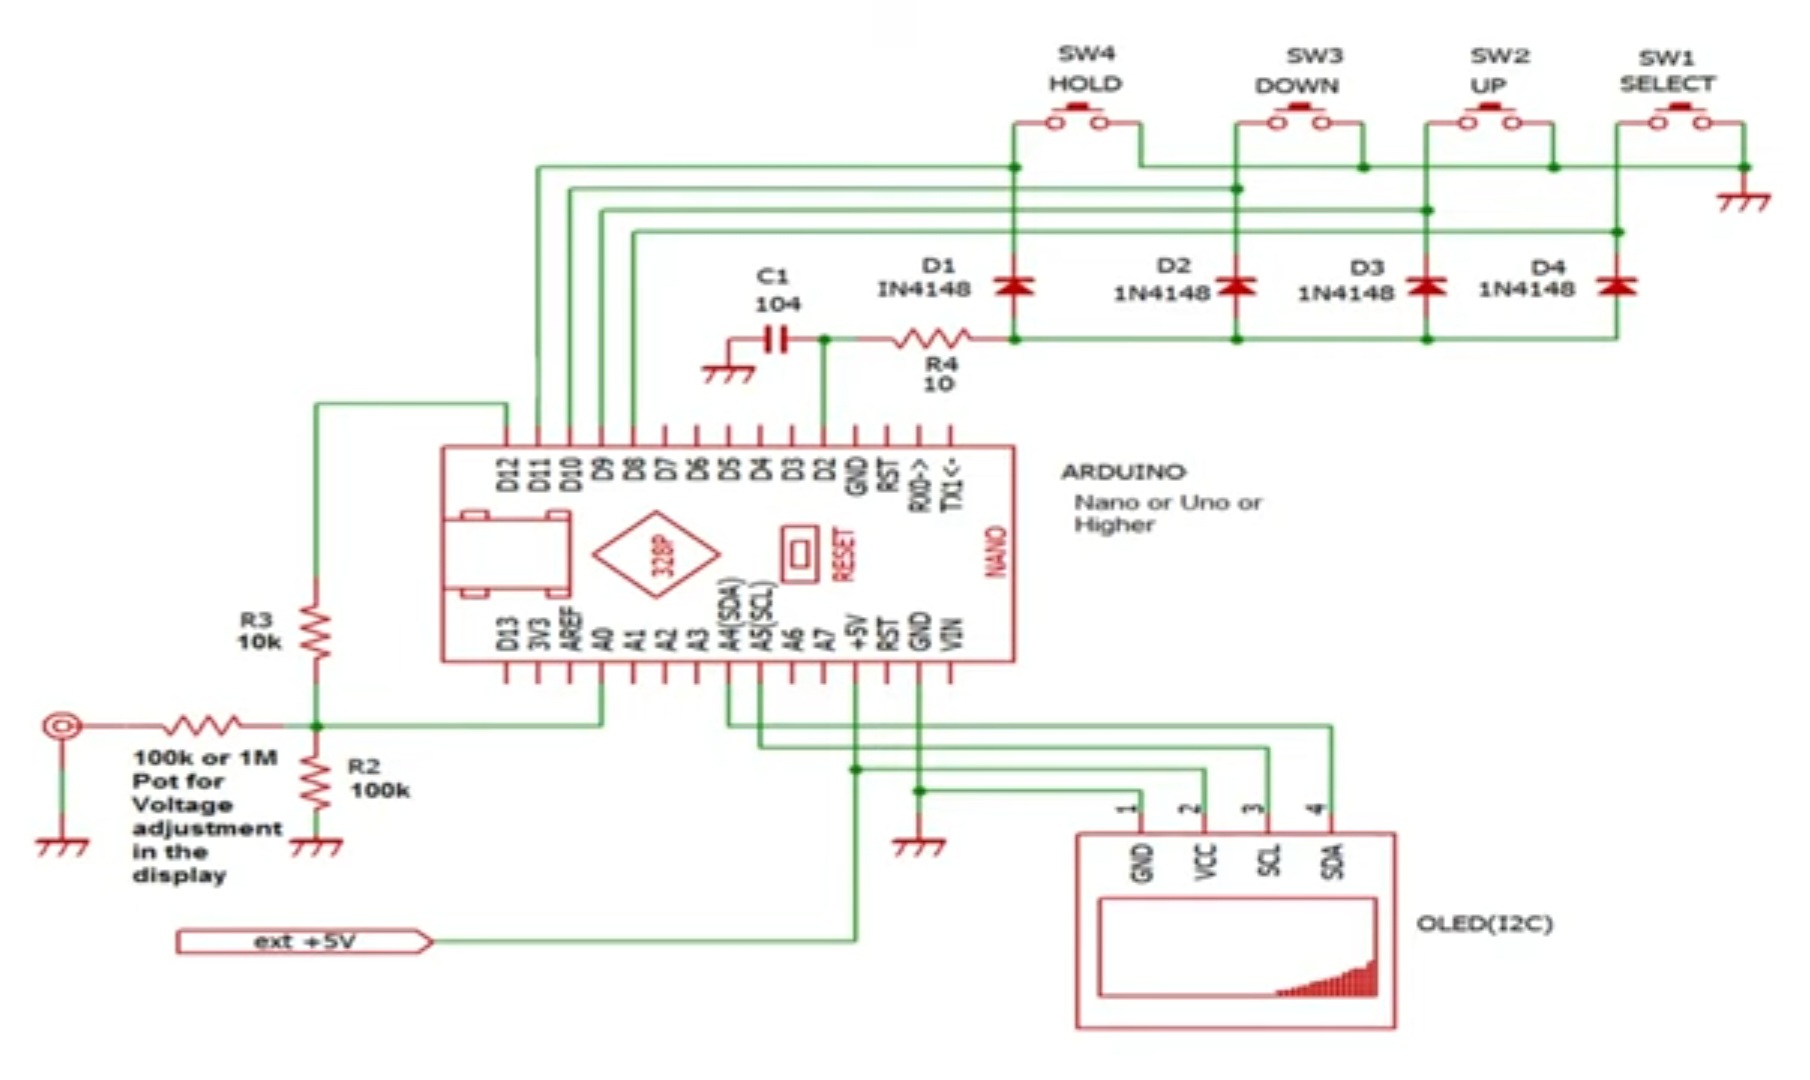 SW4
HOLD
SW3
DOWN
SW2
UP
SW1
SELECT
C1
104
D1
IN4148
D2
1N4148
D3
1N4148
D4
1N4148
R4
10
D12
D11
D10
D9
D8
D7
D6
D5
D4
D3
D2
GND
RST
RX0->
TX1<-
ARDUINO
Nano or Uno or
Higher
328P
RESET
NANO
D13
3V3
AREF
A0
A1
A2
A3
A4(SDA)
A5(SCL)
A6
A7
+5V
RST
GND
VIN
R3
10k
100k or 1M
Pot for
Voltage
adjustment
in the
display
R2
100k
1
2
3
4
GND
VCC
SCL
SDA
OLED(I2C)
ext +5V